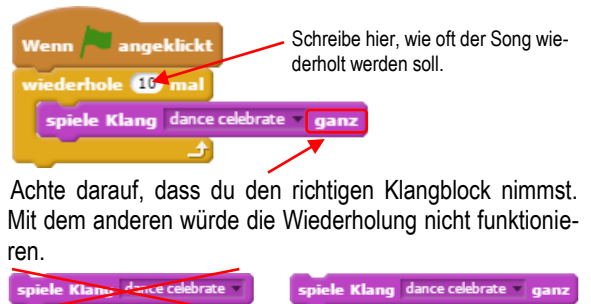 Wenn angeklickt
Schreibe hier, wie oft der Song wie-
derholt werden soll.
wiederhole 10 mal
spiele Klang dance celebrate ganz
Achte darauf, dass du den richtigen Klangblock nimmst.
Mit dem anderen würde die Wiederholung nicht funktionie-
ren.
spiele Klang dance celebrate
spiele Klang dance celebrate ganz